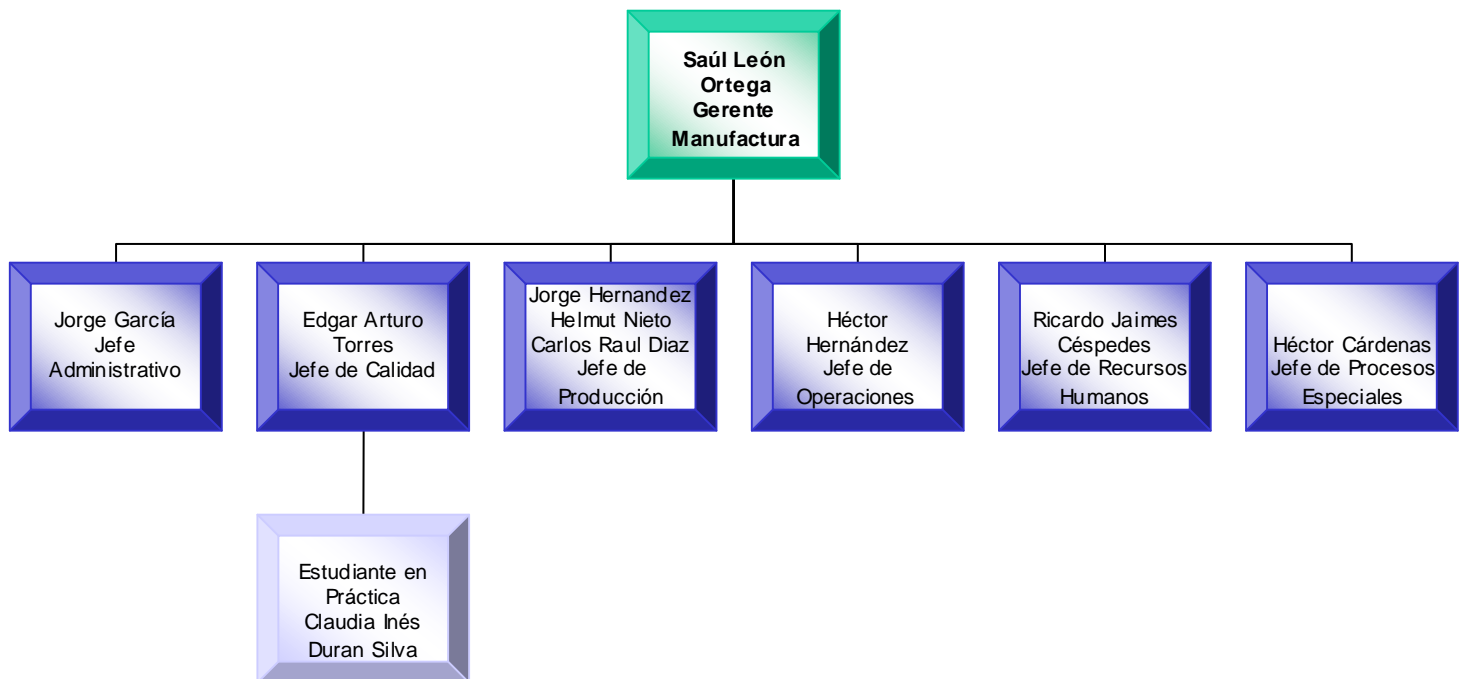 Saúl León
Ortega
Gerente
Manufactura
Jorge García
Jefe
Administrativo
Edgar Arturo
Torres
Jefe de Calidad
Jorge Hernandez
Helmut Nieto
Carlos Raul Diaz
Jefe de
Producción
Héctor
Hernández
Jefe de
Operaciones
Ricardo Jaimes
Céspedes
Jefe de Recursos
Humanos
Héctor Cárdenas
Jefe de Procesos
Especiales
Estudiante en
Práctica
Claudia Inés
Duran Silva